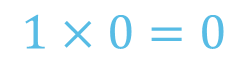 1 × 0 = 0